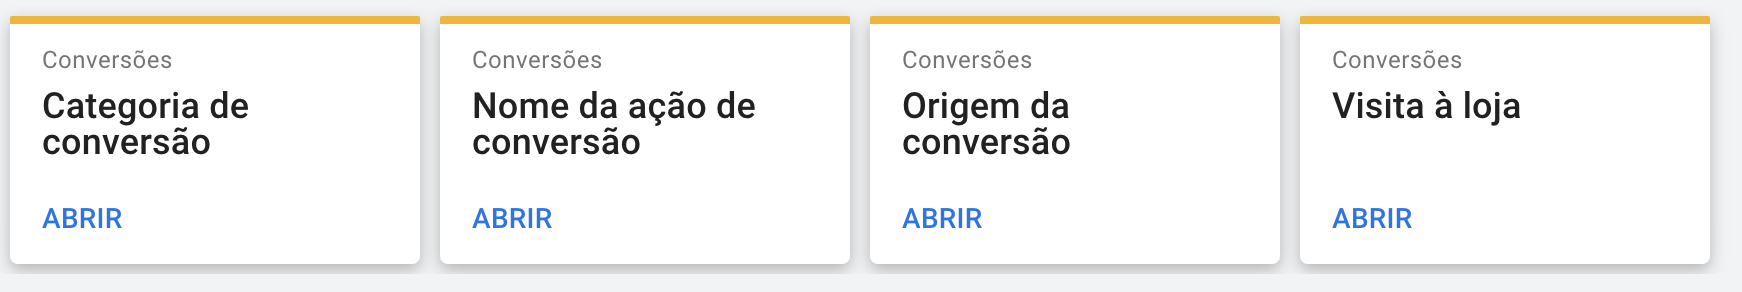 Conversões
Categoria de
conversão
ABRIR
Conversões
Nome da ação de
conversão
ABRIR
Conversões
Origem da
conversão
ABRIR
Conversões
Visita à loja
ABRIR